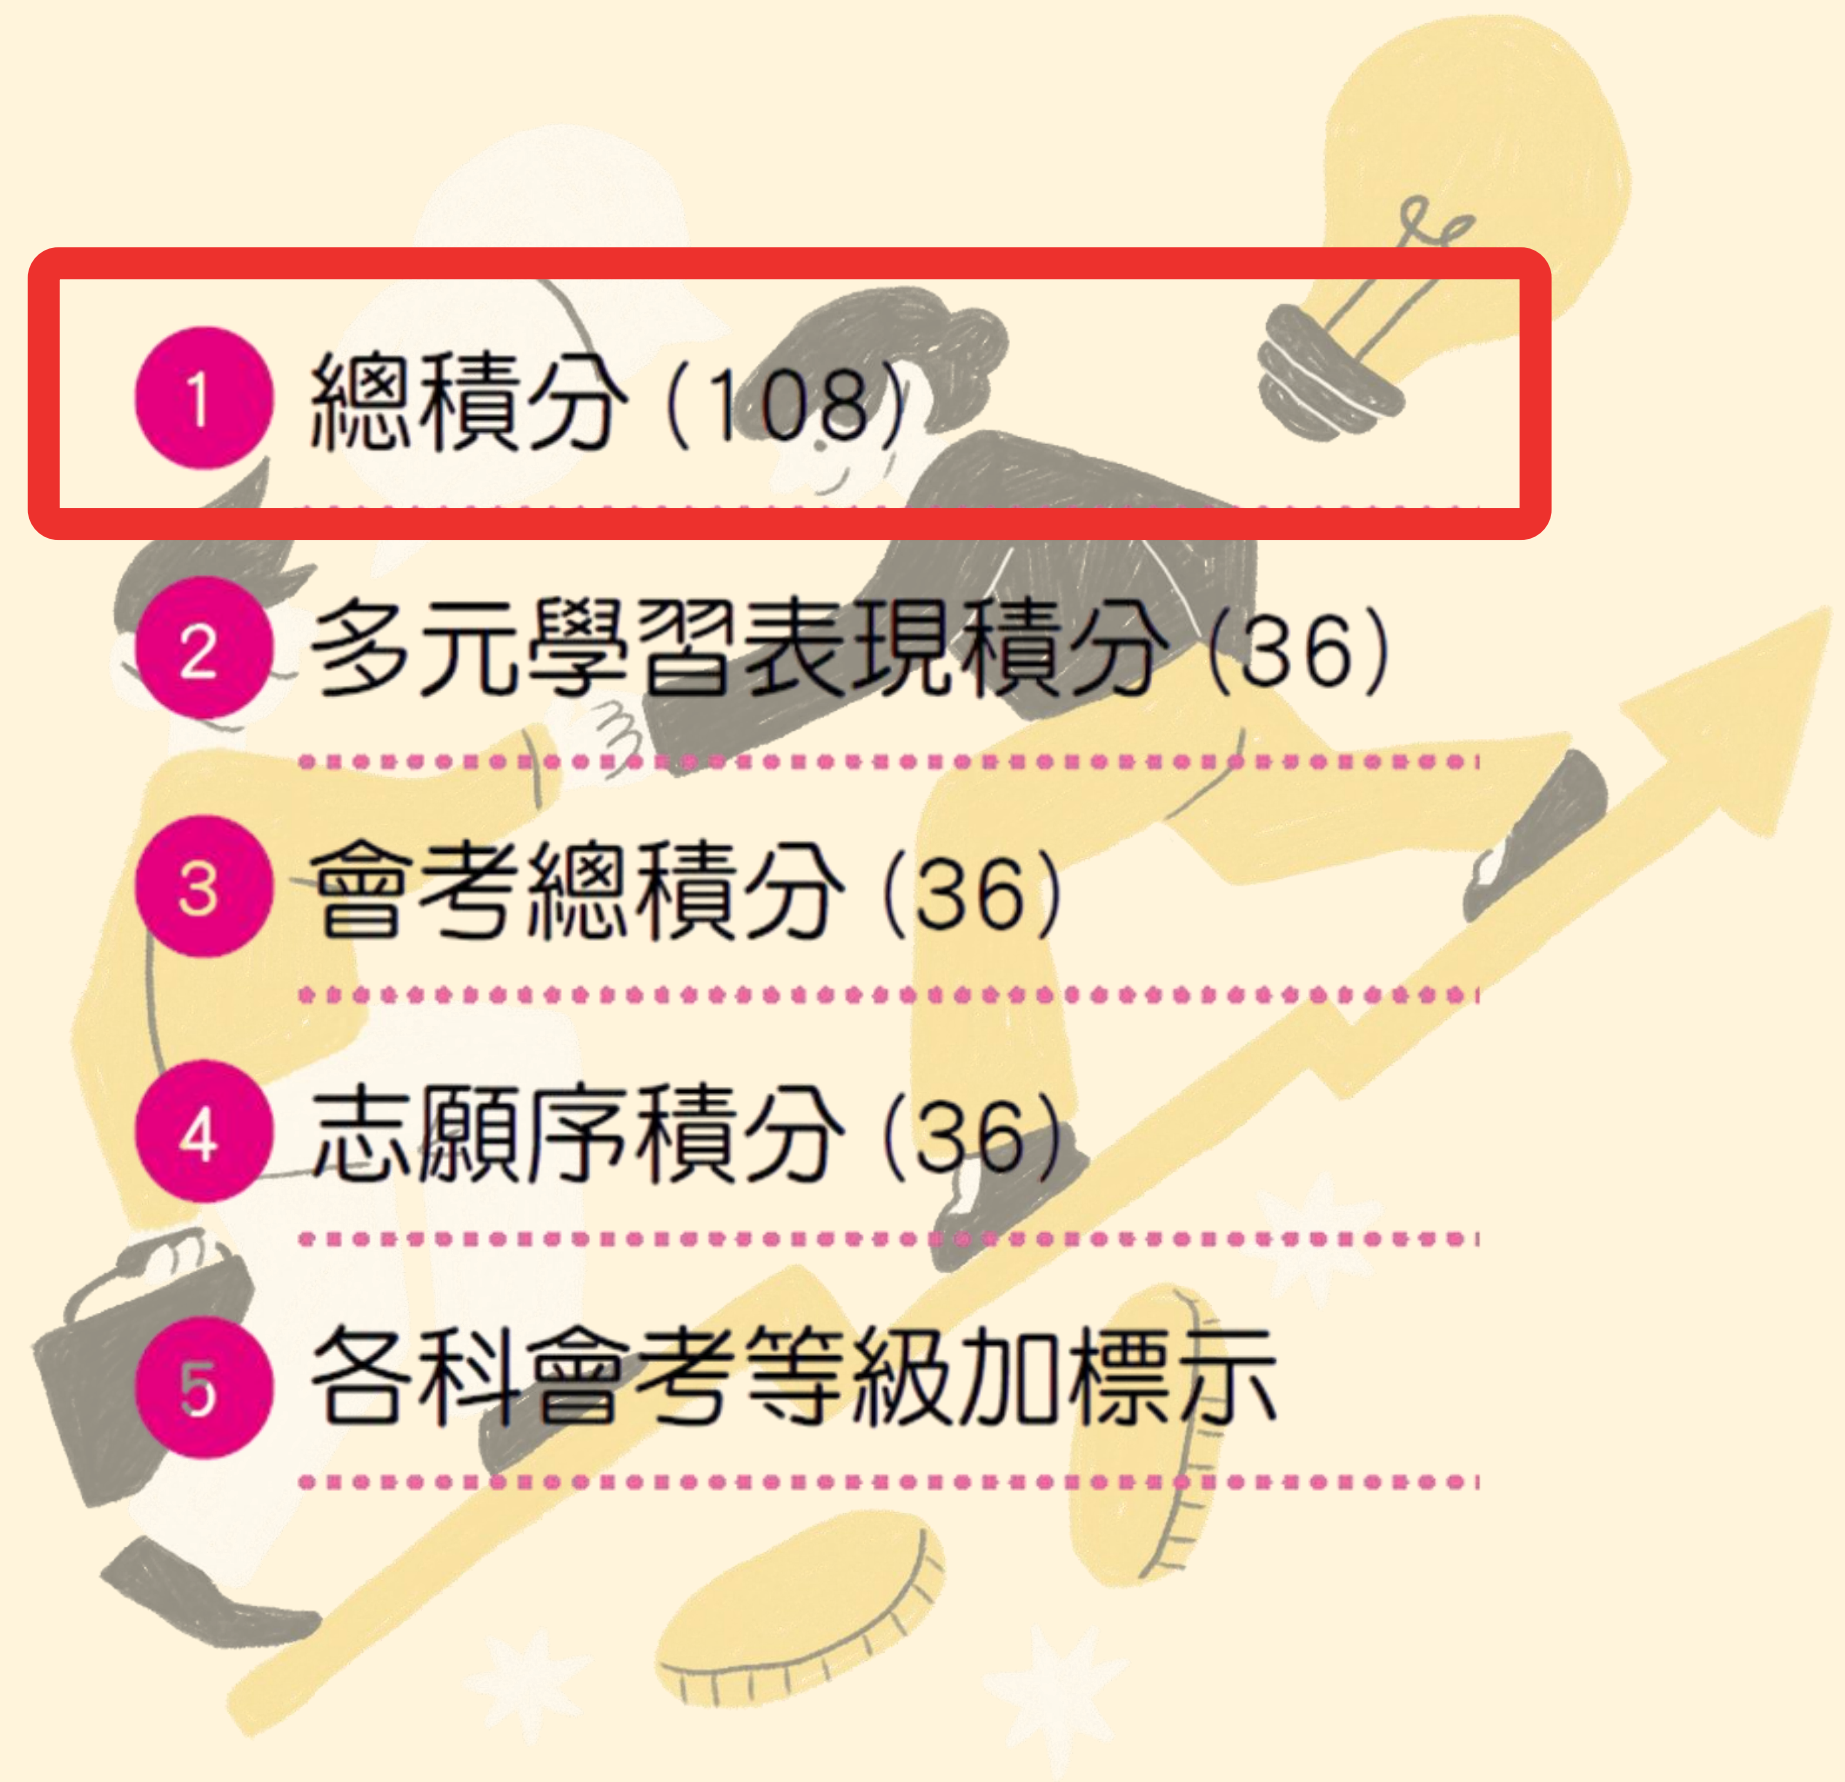 1 總積分 (108)
2 多元學習表現積分 (36)
3 會考總積分 (36)
4 志願序積分 (36)
5 各科會考等級加標示